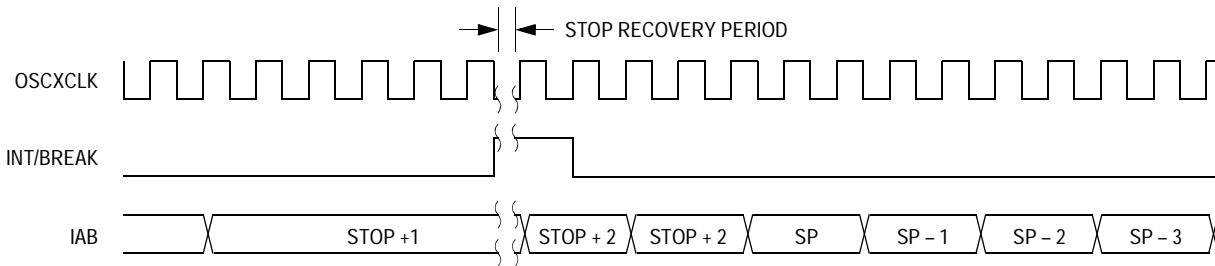 STOP RECOVERY PERIOD
OSCXCLK
INT/BREAK
IAB
STOP +1
STOP + 2
STOP + 2
SP
SP – 1
SP – 2
SP – 3